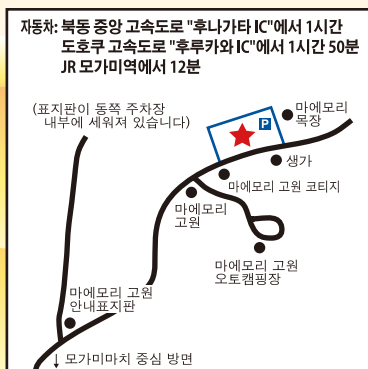 자동차: 북동 중앙 고속도로 "후나가타 IC"에서 1시간
도호쿠 고속도로 "후루카와 IC"에서 1시간 50분
JR 모가미역에서 12분
(표지판이 동쪽 주차장
내부에 세워져 있습니다)
P
마에모리
목장
생가
마에모리 고원 코티지
마에모리
고원
마에모리 고원
오토캠핑장
마에모리 고원
안내표지판
↓ 모가미마치 중심 방면